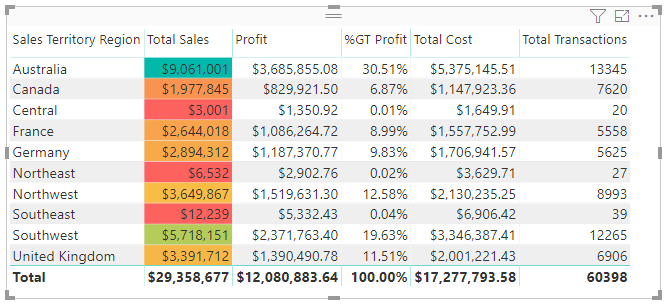 Sales Territory Region Total Sales Profit %GT Profit Total Cost Total Transactions
Australia $9,061,001 $3,685,855.08 30.51% $5,375,145.51 13345
Canada $1,977,845 $829,921.50 6.87% $1,147,923.36 7620
Central $3,001 $1,350.92 0.01% $1,649.91 20
France $2,644,018 $1,086,264.72 8.99% $1,557,752.99 5558
Germany $2,894,312 $1,187,370.77 9.83% $1,706,941.57 5625
Northeast $6,532 $2,902.76 0.02% $3,629.71 27
Northwest $3,649,867 $1,519,631.30 12.58% $2,130,235.25 8993
Southeast $12,239 $5,332.43 0.04% $6,906.42 39
Southwest $5,718,151 $2,371,763.40 19.63% $3,346,387.41 12265
United Kingdom $3,391,712 $1,390,490.78 11.51% $2,001,221.43 6906
Total $29,358,677 $12,080,883.64 100.00% $17,277,793.58 60398